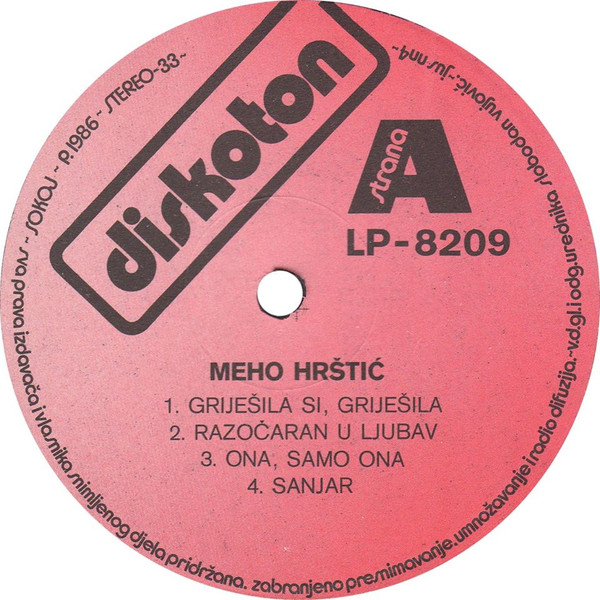 diskoton
strana
A
LP-8209
MEHO HRŠTIĆ
1. GRIJEŠILA SI, GRIJEŠILA
2. RAZOČARAN U LJUBAV
3. ONA, SAMO ONA
4. SANJAR
SOKOJ ~ P.1986 ~ STEREO-33 ~
~ sva prava izdavača i vlasnika snimljenog djela pridržana. zabranjeno presnimavanje. umnožavanje i radio difuzija. ~ v.d.gl. i odg. urednika slobodan vujović. ~ jus nn4 ~